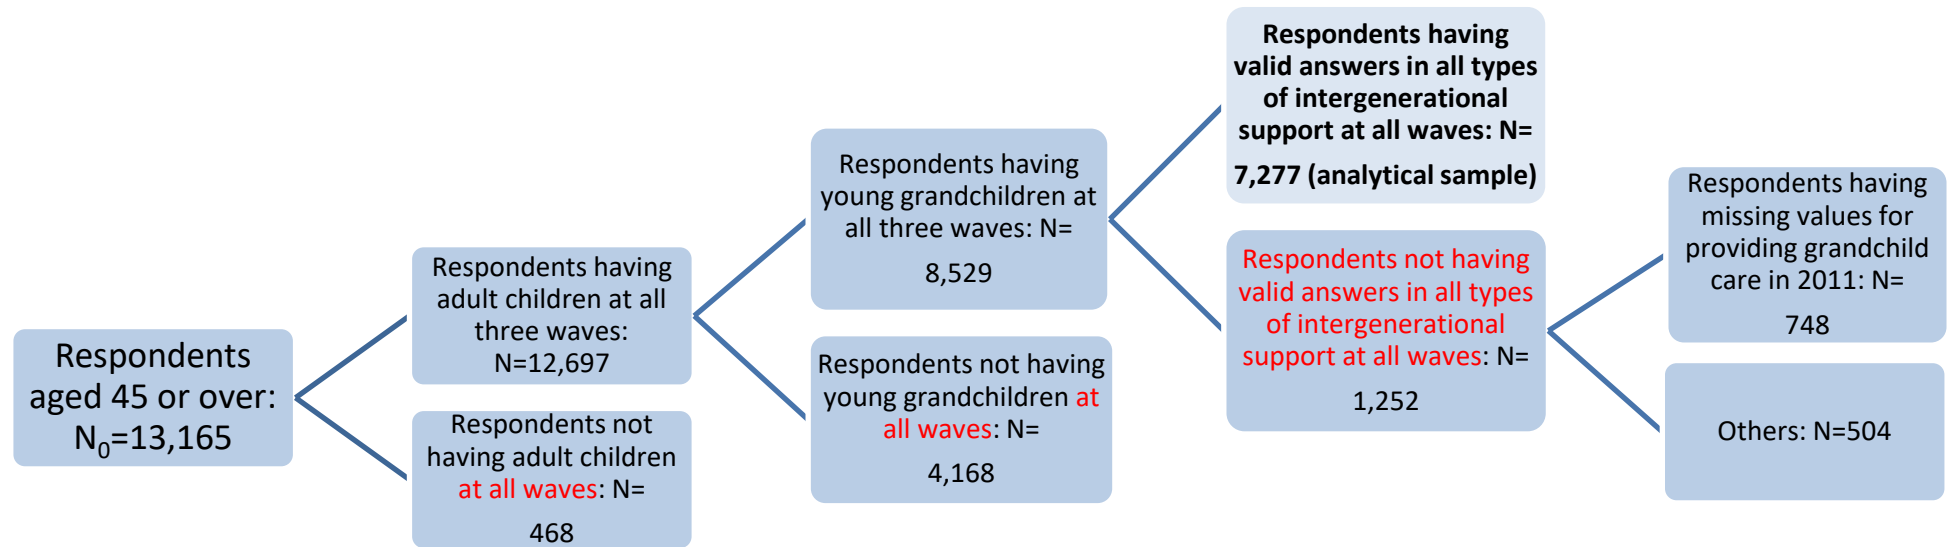 Respondents
aged 45 or over:
N₀=13,165
Respondents having
adult children at all
three waves:
N=12,697
Respondents not
having adult children
at all waves: N=
468
Respondents having
young grandchildren at
all three waves: N=
8,529
Respondents not having
young grandchildren at
all waves: N=
4,168
Respondents having
valid answers in all types
of intergenerational
support at all waves: N=
7,277 (analytical sample)
Respondents not having
valid answers in all types
of intergenerational
support at all waves: N=
1,252
Respondents having
missing values for
providing grandchild
care in 2011: N=
748
Others: N=504